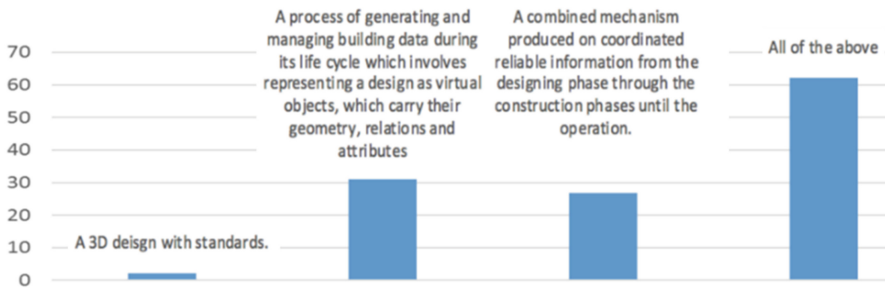 A process of generating and
managing building data during
its life cycle which involves
representing a design as virtual
objects, which carry their
geometry, relations and
attributes
A combined mechanism
produced on coordinated
reliable information from the
designing phase through the
construction phases until the
operation.
All of the above
A 3D deisgn with standards.
70
60
50
40
30
20
10
0